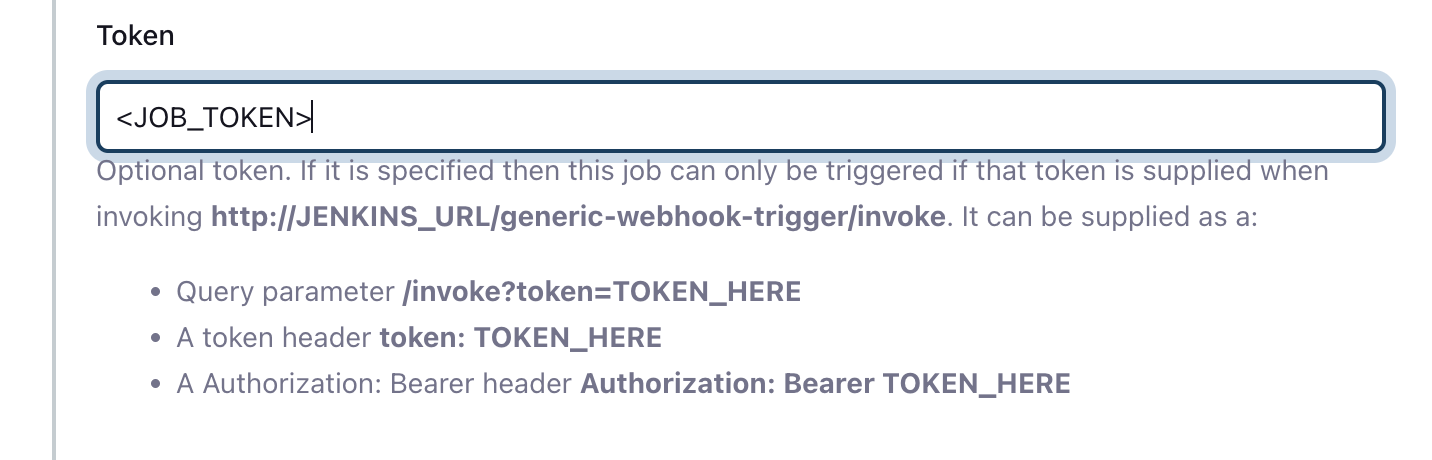 Token
<JOB_TOKEN>
Optional token. If it is specified then this job can only be triggered if that token is supplied when
invoking http://JENKINS_URL/generic-webhook-trigger/invoke. It can be supplied as a:
• Query parameter /invoke?token=TOKEN_HERE
• A token header token: TOKEN_HERE
• A Authorization: Bearer header Authorization: Bearer TOKEN_HERE